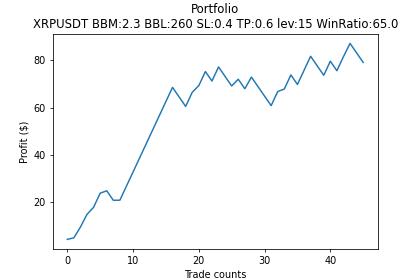 Portfolio
XRPUSDT BBM:2.3 BBL:260 SL:0.4 TP:0.6 lev:15 WinRatio:65.0
Profit ($)
80
60
40
20
0 10 20 30 40
Trade counts